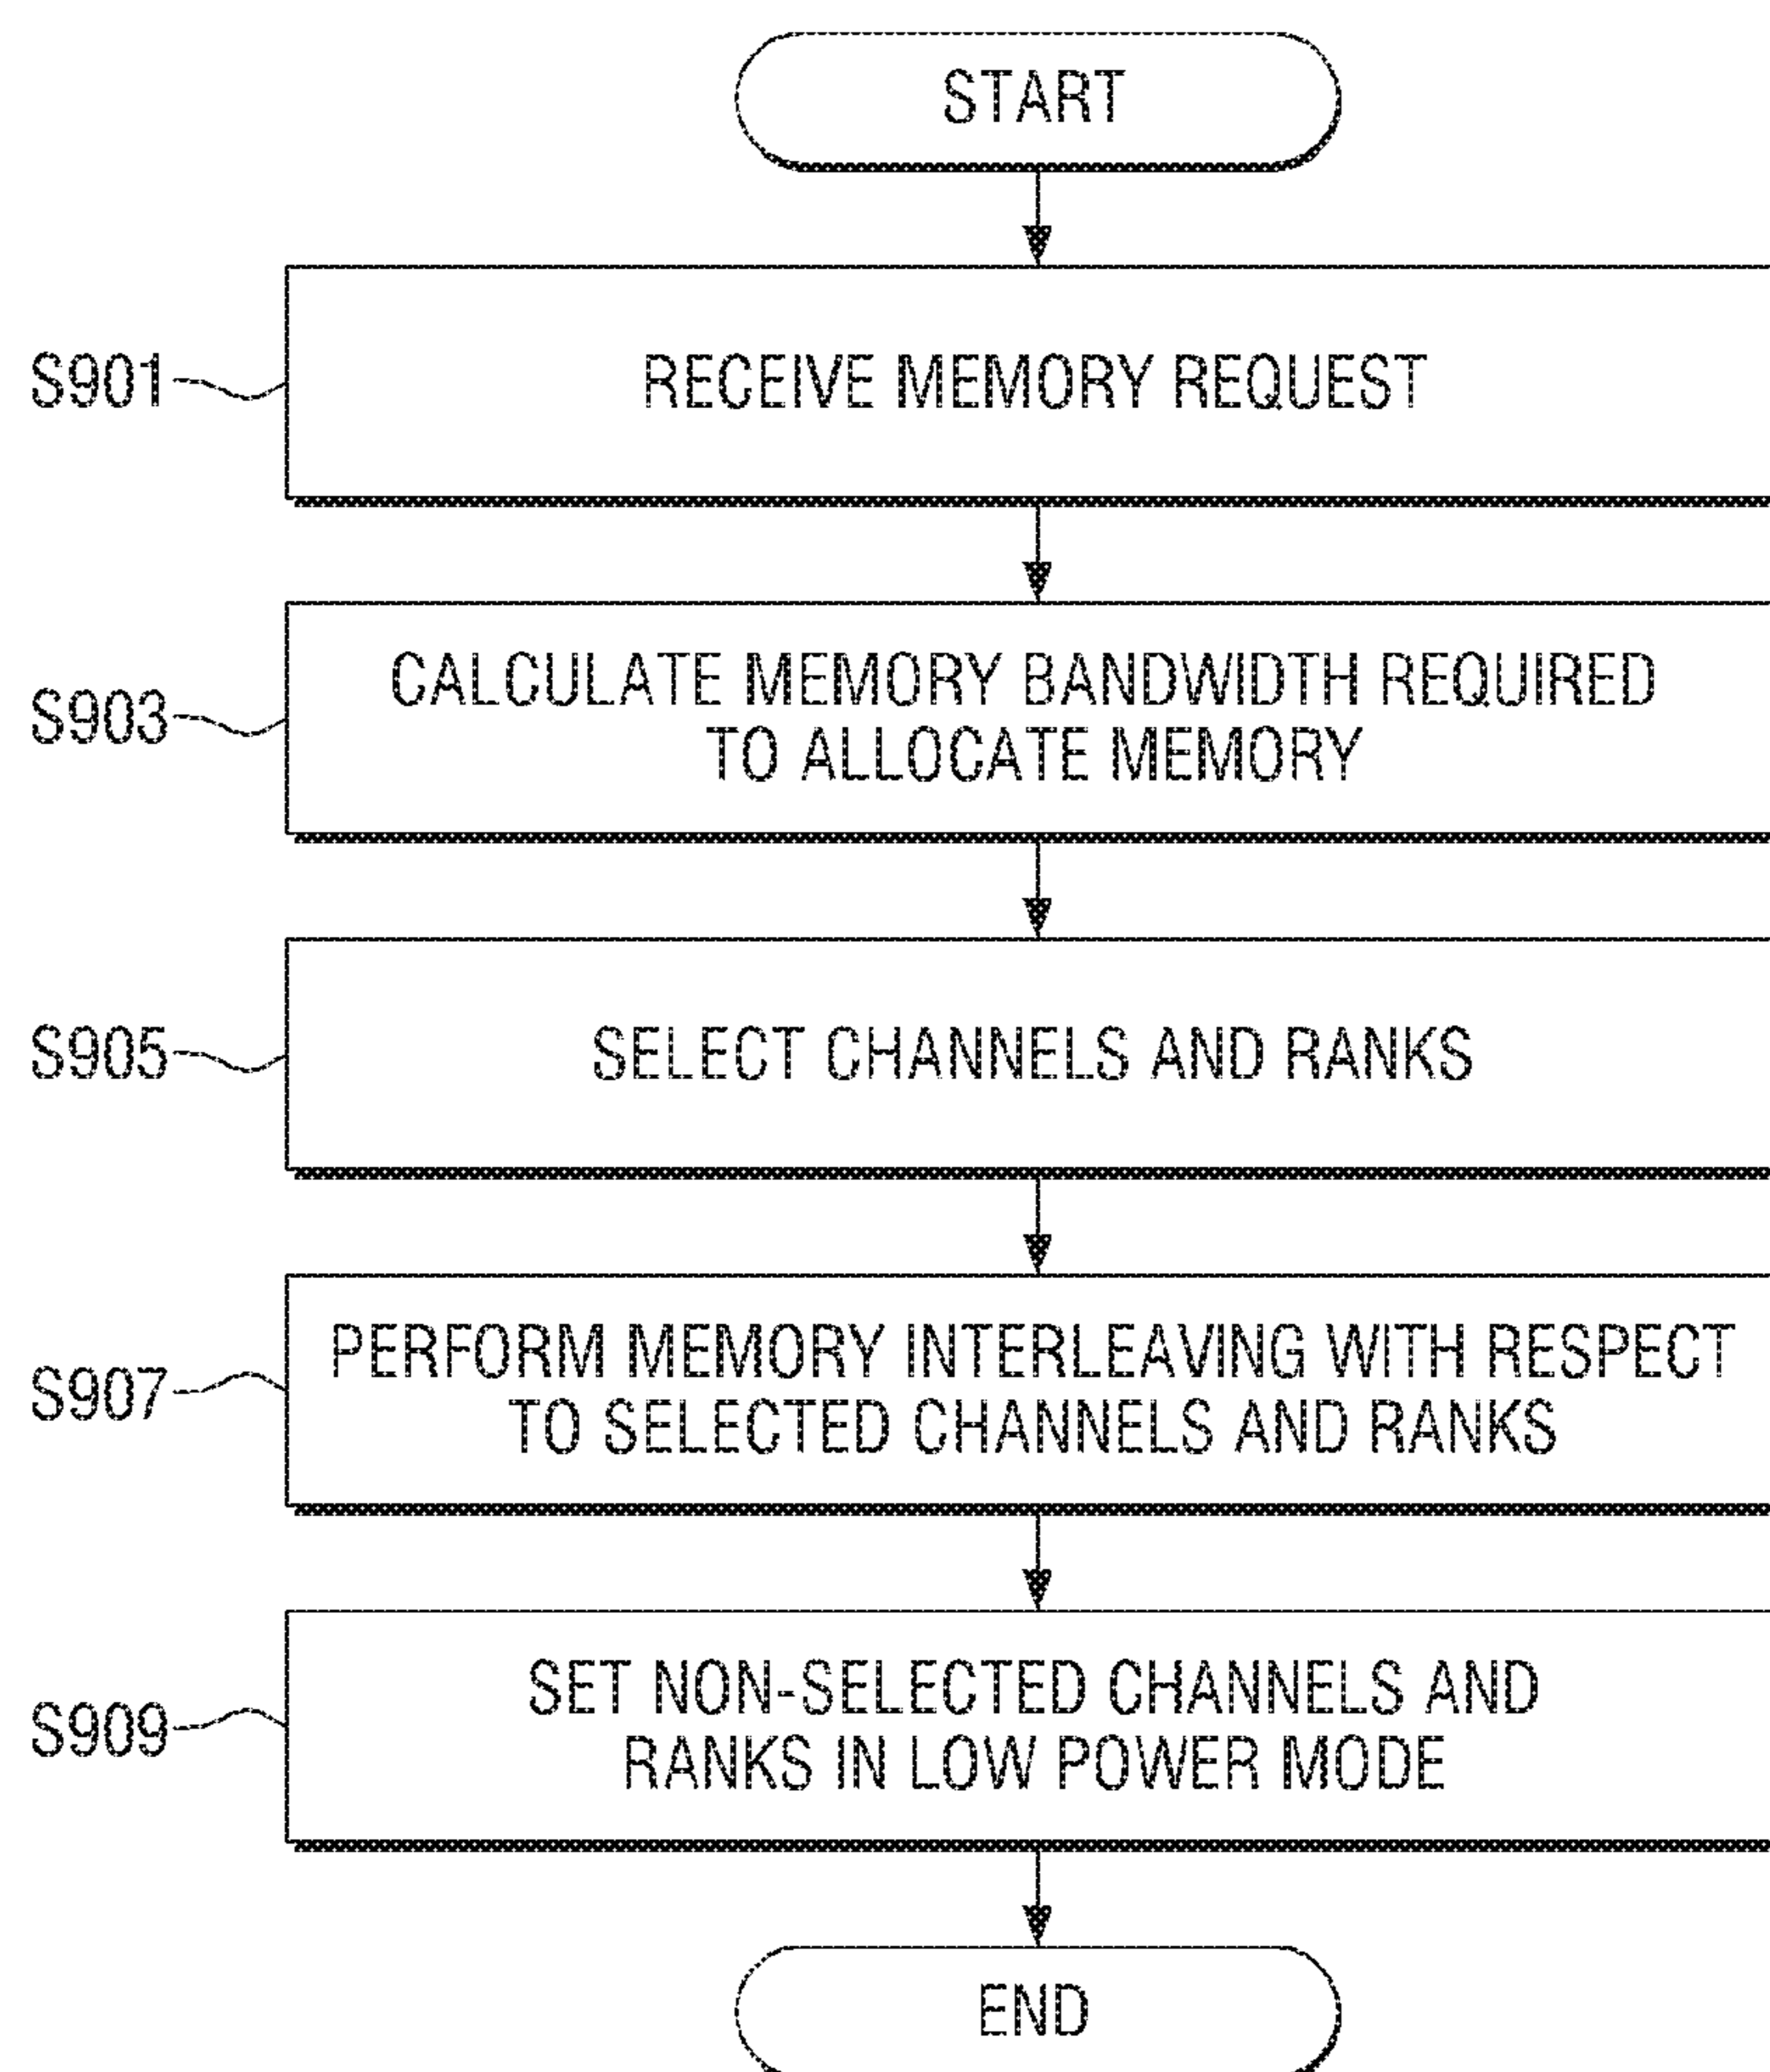 START
S901
RECEIVE MEMORY REQUEST
S903
CALCULATE MEMORY BANDWIDTH REQUIRED
TO ALLOCATE MEMORY
S905
SELECT CHANNELS AND RANKS
S907
PERFORM MEMORY INTERLEAVING WITH RESPECT
TO SELECTED CHANNELS AND RANKS
S909
SET NON-SELECTED CHANNELS AND
RANKS IN LOW POWER MODE
END